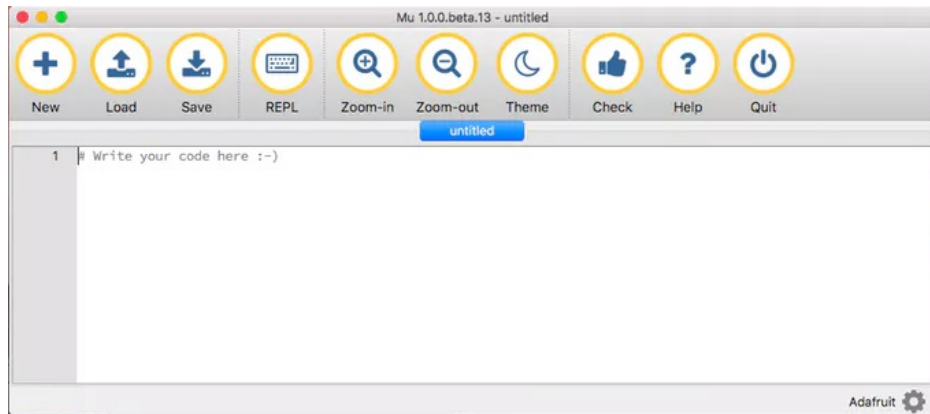 Mu 1.0.0.beta.13 - untitled
New Load Save REPL Zoom-in Zoom-out Theme Check Help Quit
untitled
1 # Write your code here :-)
Adafruit